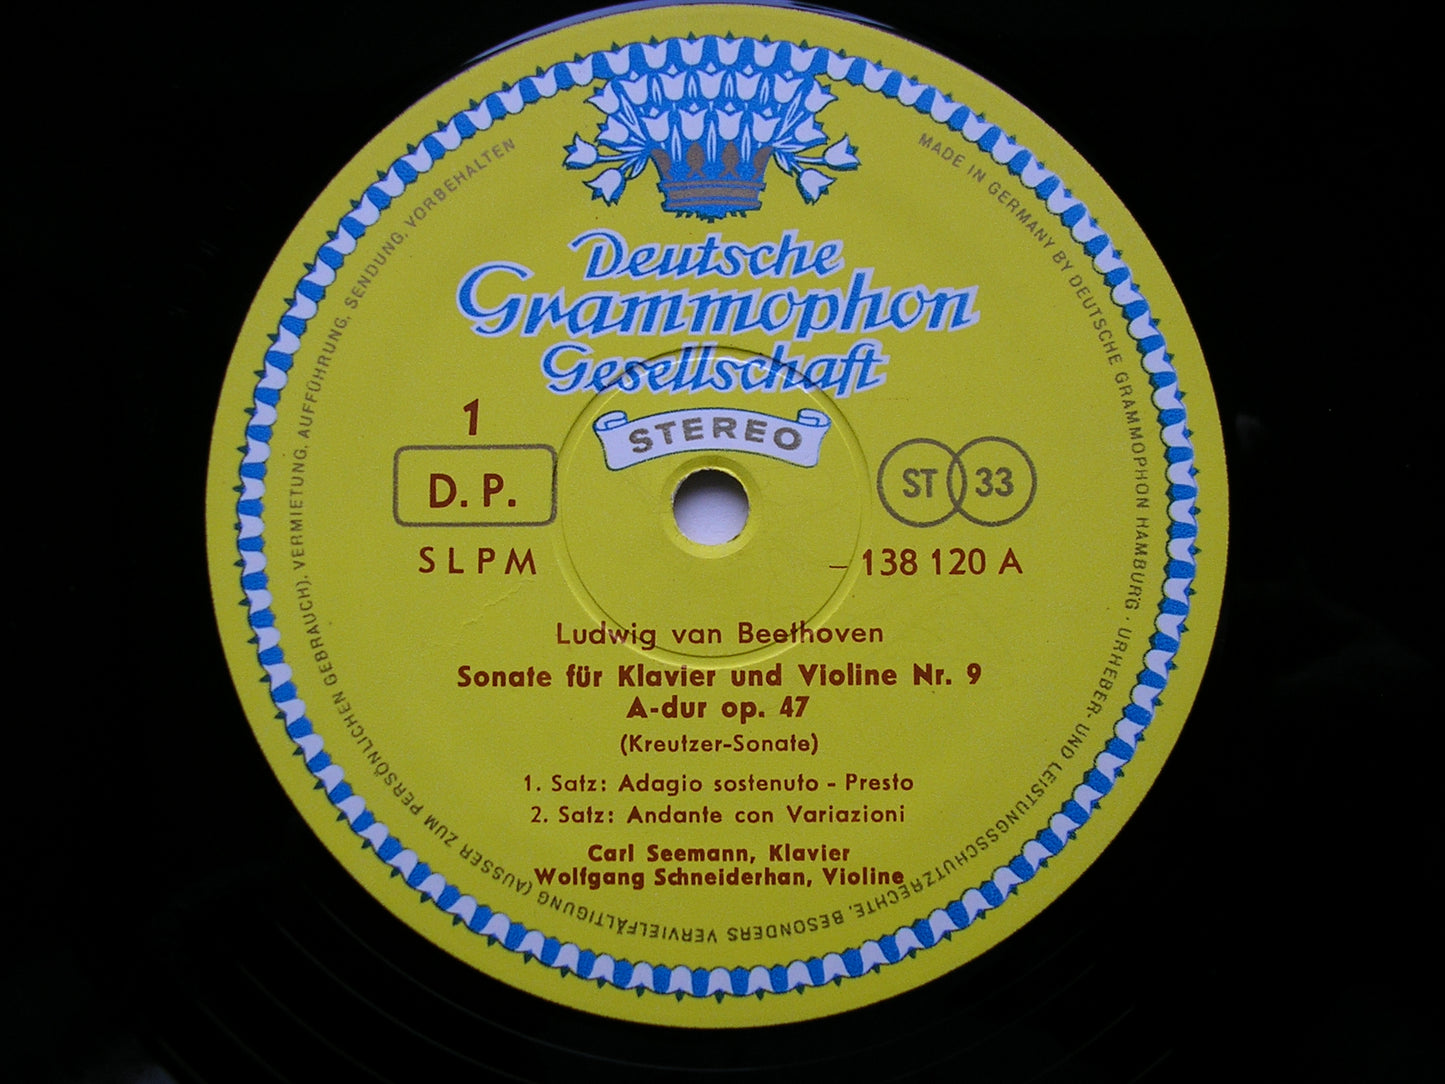 Deutsche
Grammophon
Gesellschaft
STEREO
1
D. P.
SLPM
ST 33
– 138 120 A
Ludwig van Beethoven
Sonate für Klavier und Violine Nr. 9
A-dur op. 47
(Kreutzer-Sonate)
1. Satz: Adagio sostenuto - Presto
2. Satz: Andante con Variazioni
Carl Seemann, Klavier
Wolfgang Schneiderhan, Violine
MADE IN GERMANY BY DEUTSCHE GRAMMOPHON HAMBURG · URHEBER- UND LEISTUNGSSCHUTZRECHTE, BESONDERS VERVIELFÄLTIGUNG (AUSSER ZUM PERSÖNLICHEN GEBRAUCH), VERMIETUNG, AUFFÜHRUNG, SENDUNG, VORBEHALTEN